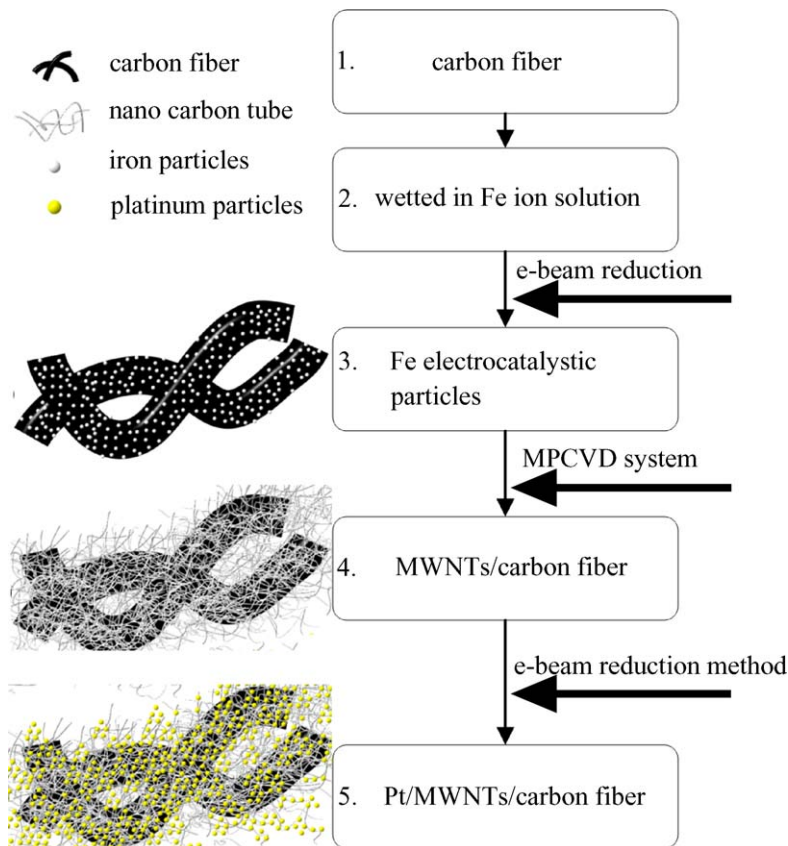 carbon fiber
nano carbon tube
iron particles
platinum particles
1. carbon fiber
2. wetted in Fe ion solution
e-beam reduction
3. Fe electrocatalystic
particles
MPCVD system
4. MWNTs/carbon fiber
e-beam reduction method
5. Pt/MWNTs/carbon fiber